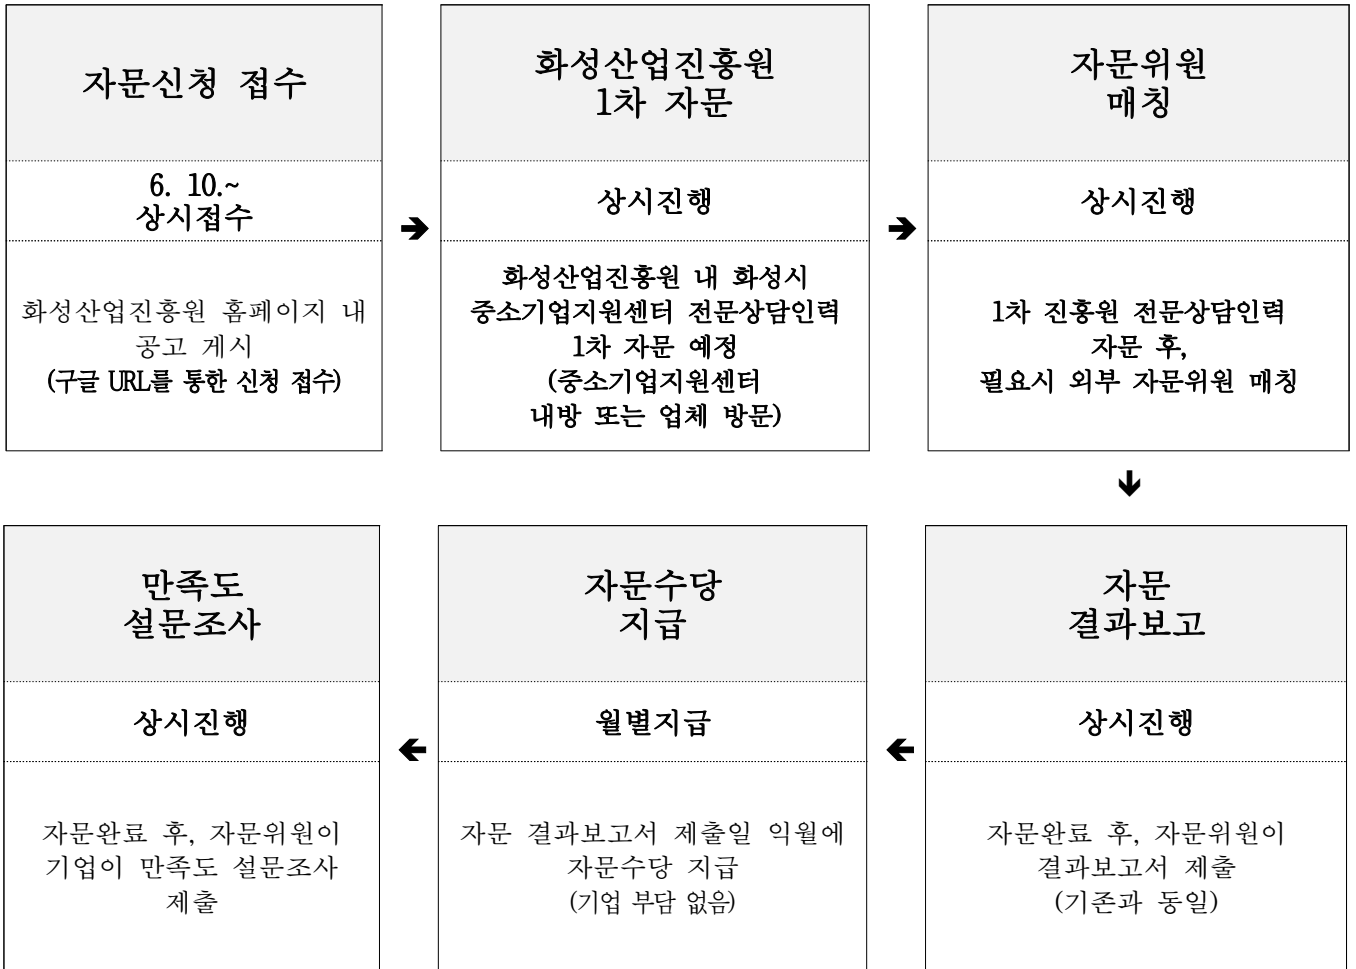 자문신청 접수
6. 10.~
상시접수
화성산업진흥원 홈페이지 내
공고 게시
(구글 URL를 통한 신청 접수)
➔
화성산업진흥원
1차 자문
상시진행
화성산업진흥원 내 화성시
중소기업지원센터 전문상담인력
1차 자문 예정
(중소기업지원센터
내방 또는 업체 방문)
➔
자문위원
매칭
상시진행
1차 진흥원 전문상담인력
자문 후,
필요시 외부 자문위원 매칭
🡻
자문
결과보고
상시진행
자문완료 후, 자문위원이
결과보고서 제출
(기존과 동일)
🡸
자문수당
지급
월별지급
자문 결과보고서 제출일 익월에
자문수당 지급
(기업 부담 없음)
🡸
만족도
설문조사
상시진행
자문완료 후, 자문위원이
기업이 만족도 설문조사
제출